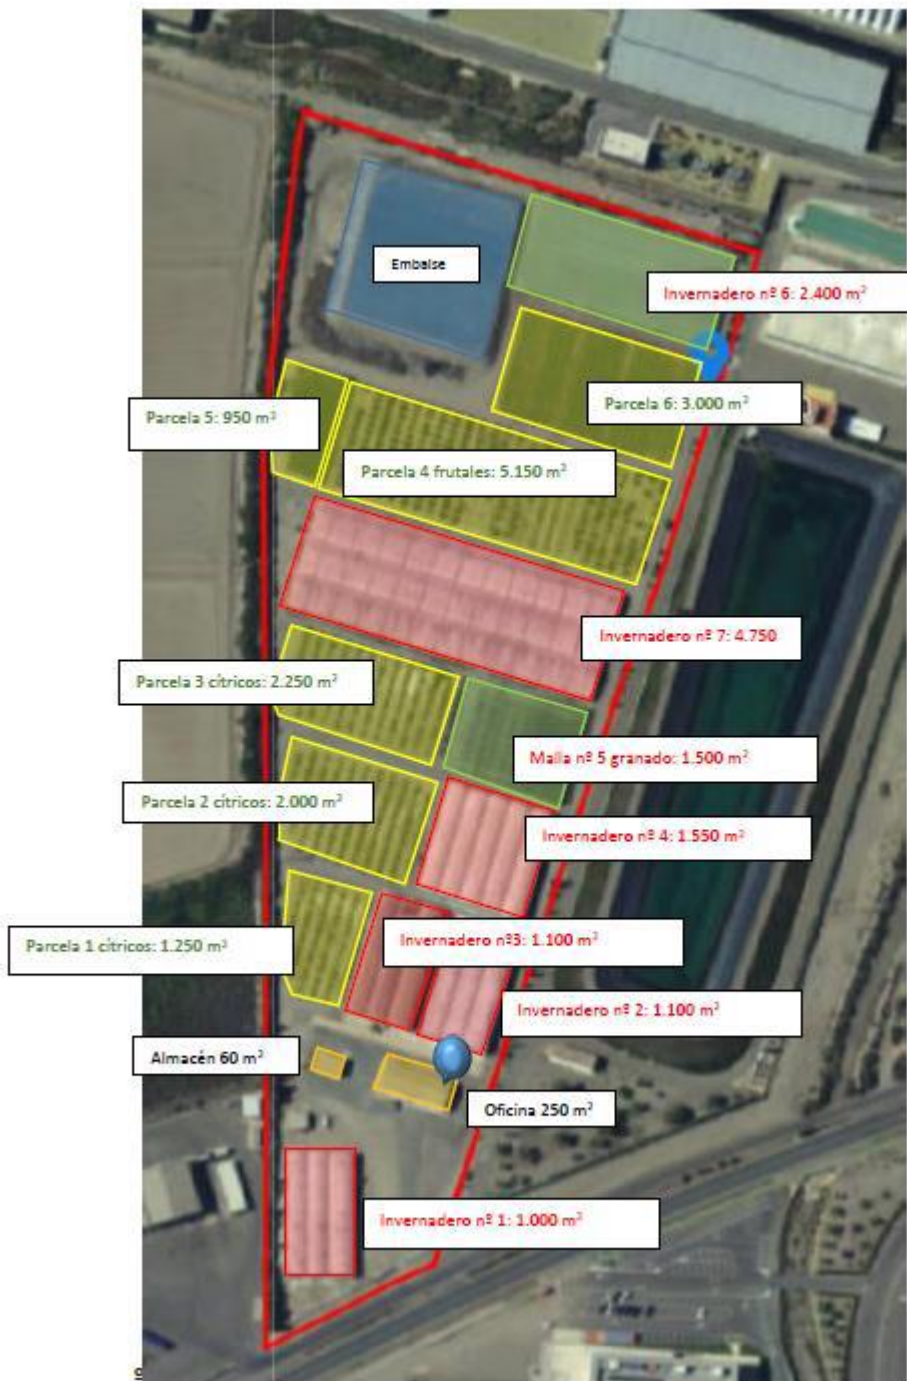 Embalse
Invernadero nº 6: 2.400 m²
Parcela 6: 3.000 m²
Parcela 5: 950 m²
Parcela 4 frutales: 5.150 m²
Invernadero nº 7: 4.750
Parcela 3 cítricos: 2.250 m²
Malla nº 5 granado: 1.500 m²
Parcela 2 cítricos: 2.000 m²
Invernadero nº 4: 1.550 m²
Parcela 1 cítricos: 1.250 m²
Invernadero nº3: 1.100 m²
Invernadero nº 2: 1.100 m²
Almacén 60 m²
Oficina 250 m²
Invernadero nº 1: 1.000 m²